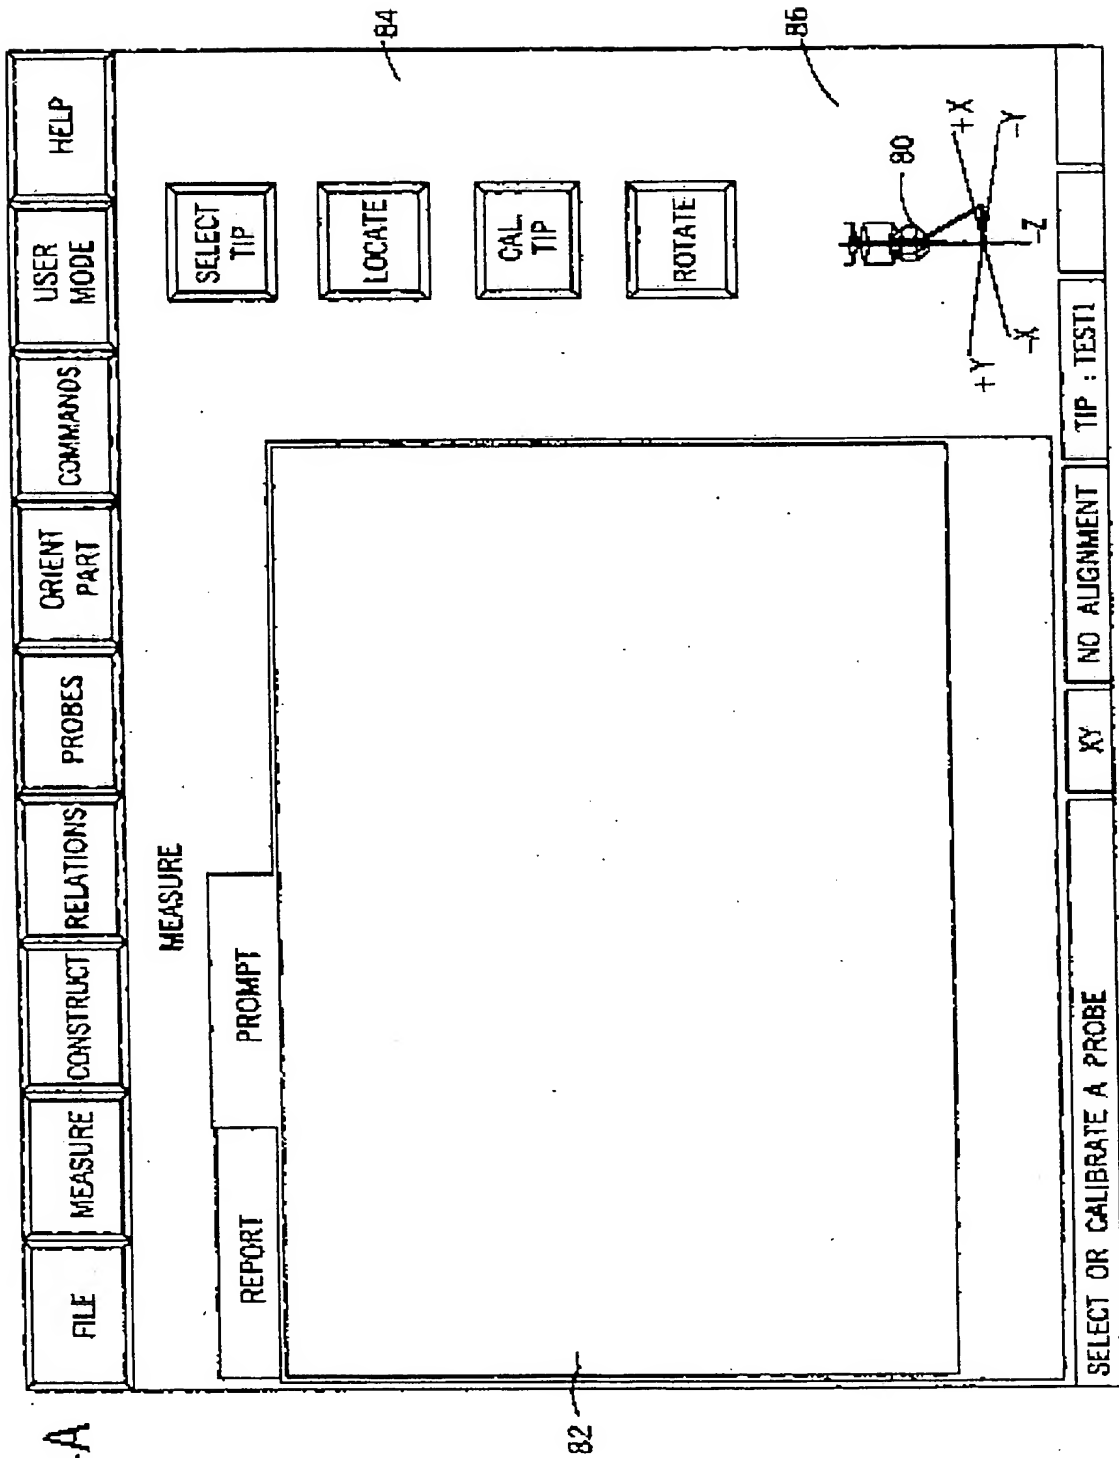 FILE
MEASURE
CONSTRUCT
RELATIONS
PROBES
ORIENT
PART
COMMANDS
USER
MODE
HELP
MEASURE
REPORT
PROMPT
SELECT
TIP
LOCATE
CAL.
TIP
ROTATE
84
82
86
80
+X
-Y
+Y
-X
-Z
SELECT OR CALIBRATE A PROBE
XY
NO ALIGNMENT
TIP : TEST1